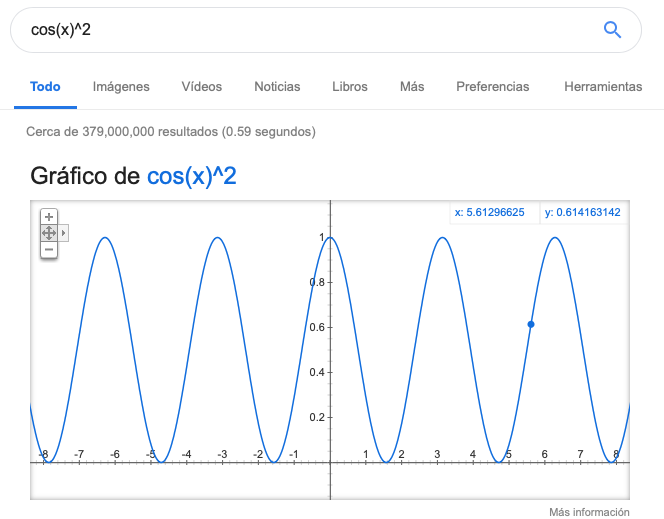 cos(x)^2
Todo Imágenes Vídeos Noticias Libros Más Preferencias Herramientas
Cerca de 379,000,000 resultados (0.59 segundos)
Gráfico de cos(x)^2
x: 5.61296625 y: 0.614163142
1
0.8
0.6
0.4
0.2
-8 -7 -6 -5 -4 -3 -2 -1 1 2 3 4 5 6 7 8
Más información